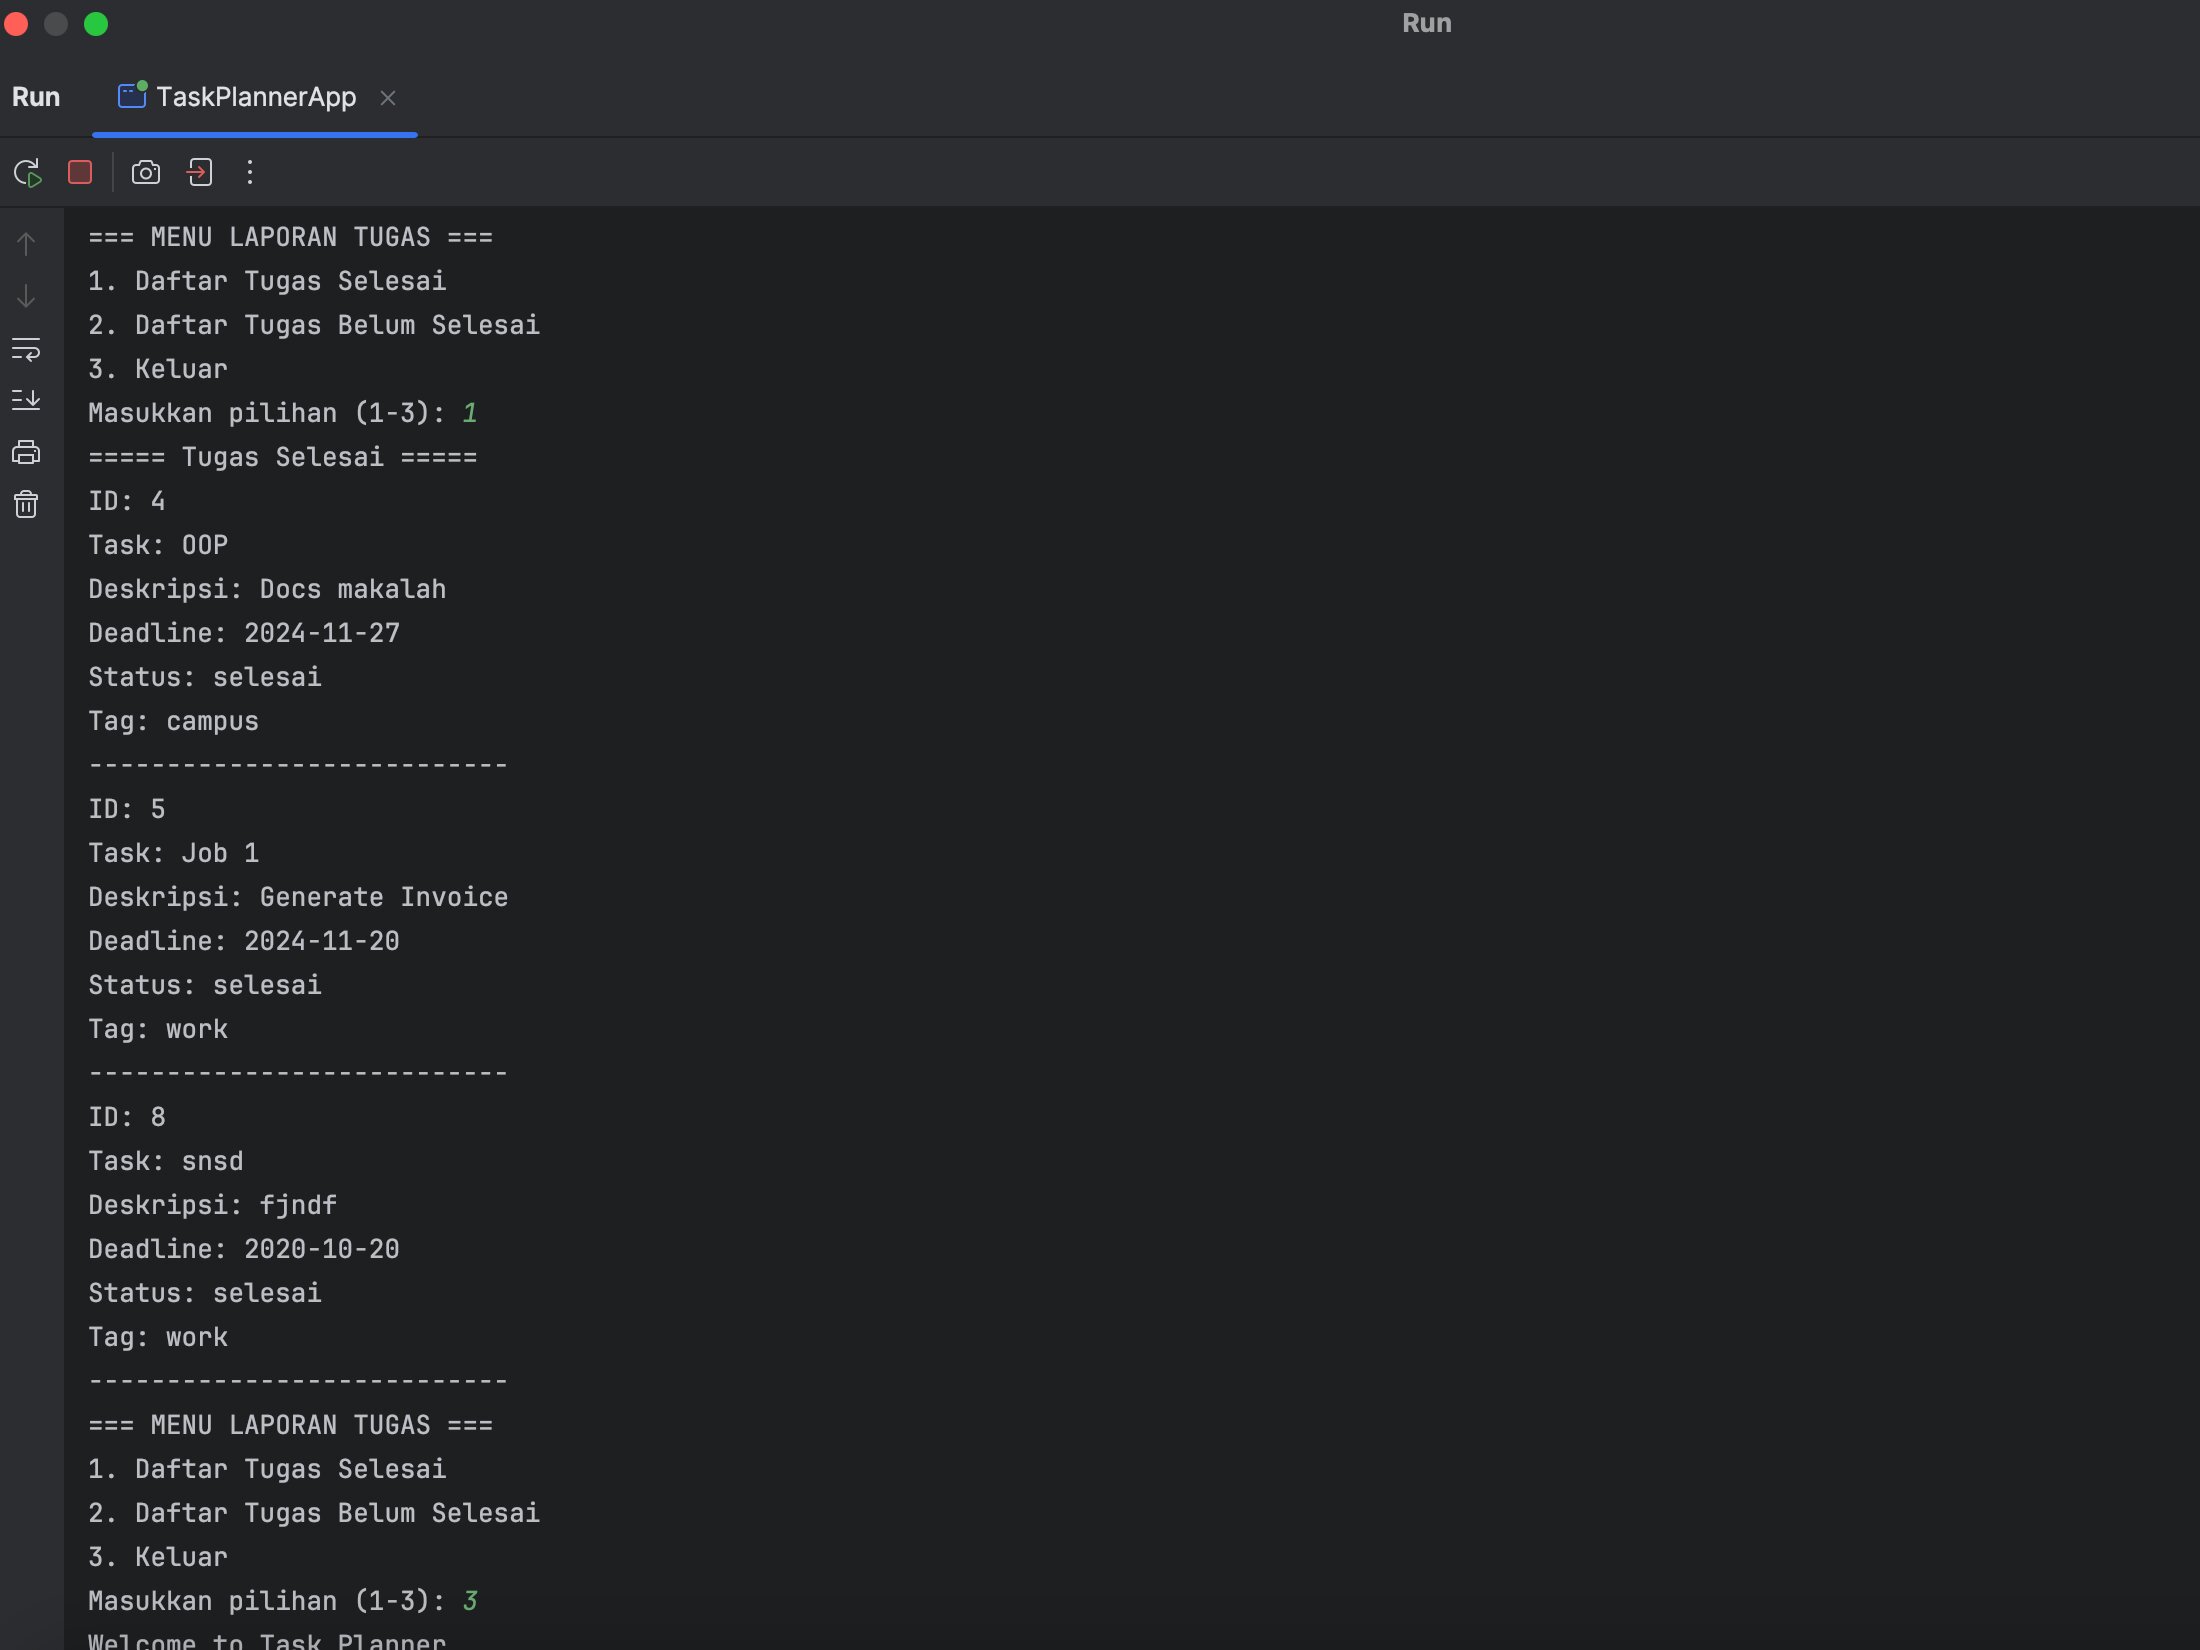 Run
Run TaskPlannerApp
=== MENU LAPORAN TUGAS ===
1. Daftar Tugas Selesai
2. Daftar Tugas Belum Selesai
3. Keluar
Masukkan pilihan (1-3): 1
===== Tugas Selesai =====
ID: 4
Task: OOP
Deskripsi: Docs makalah
Deadline: 2024-11-27
Status: selesai
Tag: campus
---------------------------
ID: 5
Task: Job 1
Deskripsi: Generate Invoice
Deadline: 2024-11-20
Status: selesai
Tag: work
---------------------------
ID: 8
Task: snsd
Deskripsi: fjndf
Deadline: 2020-10-20
Status: selesai
Tag: work
---------------------------
=== MENU LAPORAN TUGAS ===
1. Daftar Tugas Selesai
2. Daftar Tugas Belum Selesai
3. Keluar
Masukkan pilihan (1-3): 3
Welcome to Task Planner